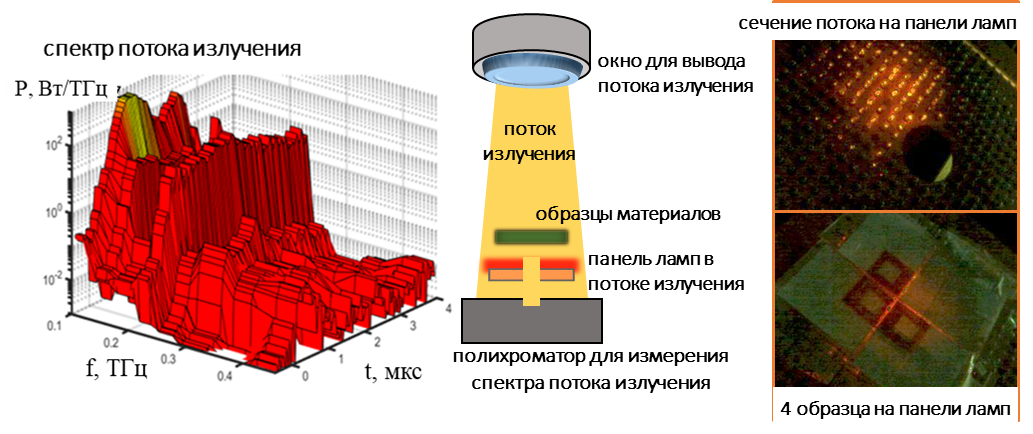 спектр потока излучения
P, Вт/ТГц
10²
10⁰
10⁻²
0.1
0.2
0.3
0.4
f, ТГц
0
1
2
3
4
t, мкс
окно для вывода
потока излучения
поток
излучения
образцы материалов
панель ламп в
потоке излучения
полихроматор для измерения
спектра потока излучения
сечение потока на панели ламп
4 образца на панели ламп